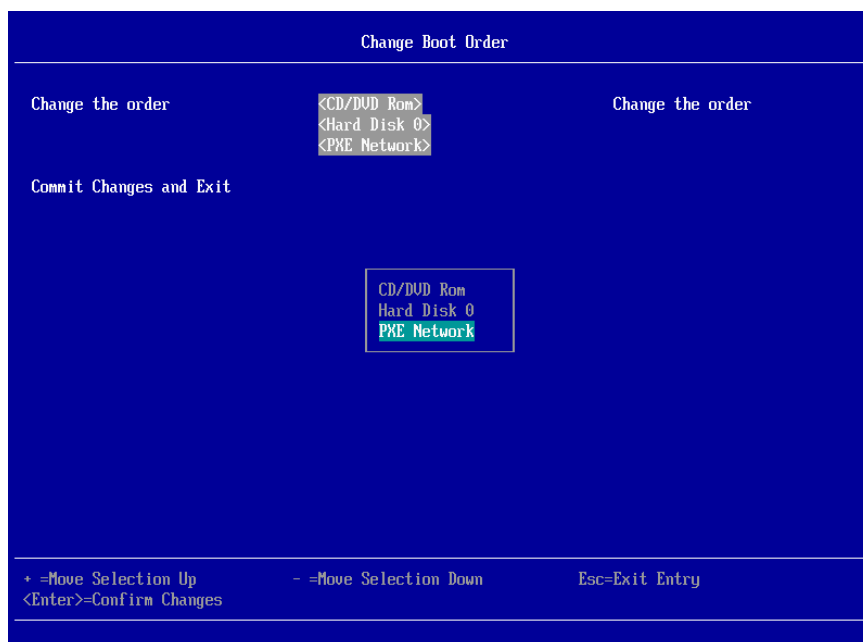 Change Boot Order
Change the order <CD/DVD Rom> Change the order
<Hard Disk 0>
<PXE Network>
Commit Changes and Exit
CD/DVD Rom
Hard Disk 0
PXE Network
+ =Move Selection Up - =Move Selection Down Esc=Exit Entry
<Enter>=Confirm Changes